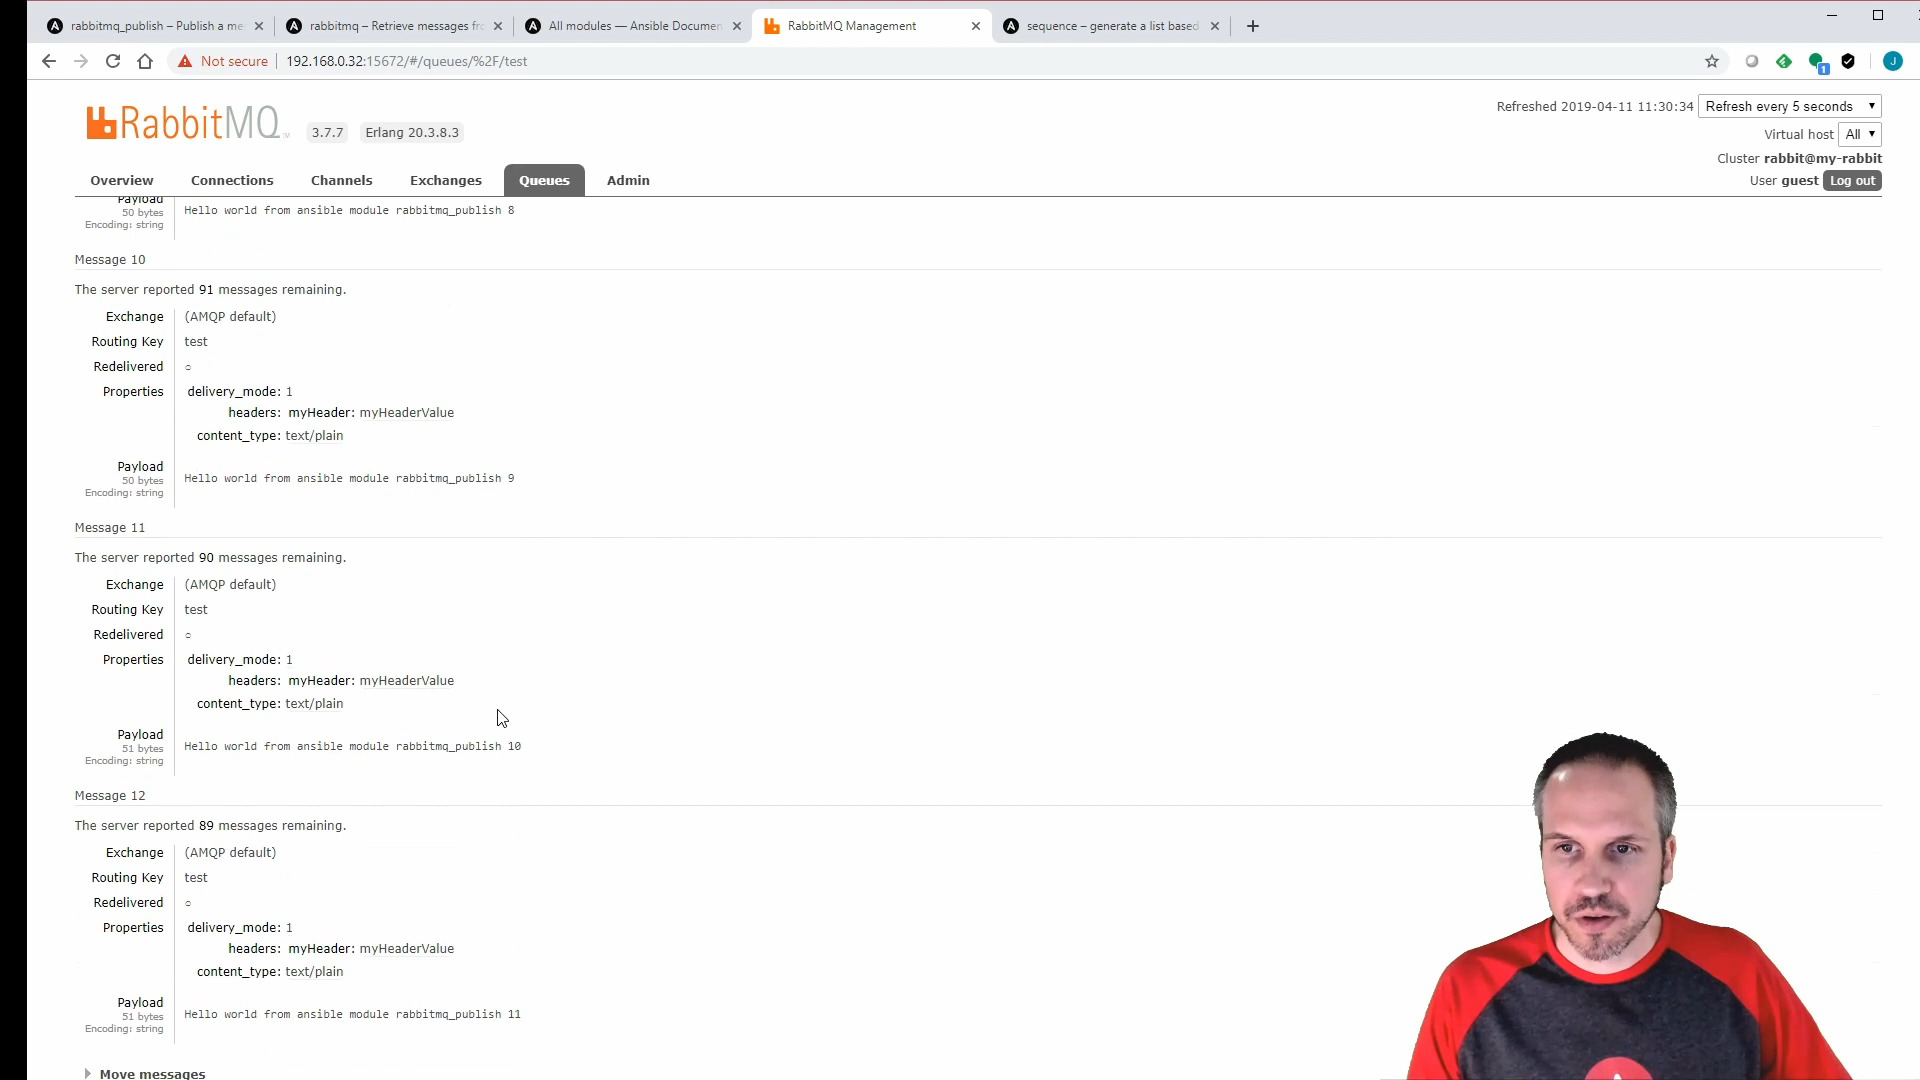 rabbitmq_publish – Publish a me
rabbitmq – Retrieve messages fr
All modules — Ansible Documen
RabbitMQ Management
sequence – generate a list based
Not secure
192.168.0.32:15672/#/queues/%2F/test
1
J
RabbitMQ
3.7.7
Erlang 20.3.8.3
Refreshed 2019-04-11 11:30:34
Refresh every 5 seconds
Virtual host
All
Cluster rabbit@my-rabbit
User guest
Log out
Overview
Connections
Channels
Exchanges
Queues
Admin
Payload
50 bytes
Encoding: string
Hello world from ansible module rabbitmq_publish 8
Message 10
The server reported 91 messages remaining.
Exchange
(AMQP default)
Routing Key
test
Redelivered
○
Properties
delivery_mode: 1
headers: myHeader: myHeaderValue
content_type: text/plain
Payload
50 bytes
Encoding: string
Hello world from ansible module rabbitmq_publish 9
Message 11
The server reported 90 messages remaining.
Exchange
(AMQP default)
Routing Key
test
Redelivered
○
Properties
delivery_mode: 1
headers: myHeader: myHeaderValue
content_type: text/plain
Payload
51 bytes
Encoding: string
Hello world from ansible module rabbitmq_publish 10
Message 12
The server reported 89 messages remaining.
Exchange
(AMQP default)
Routing Key
test
Redelivered
○
Properties
delivery_mode: 1
headers: myHeader: myHeaderValue
content_type: text/plain
Payload
51 bytes
Encoding: string
Hello world from ansible module rabbitmq_publish 11
Move messages